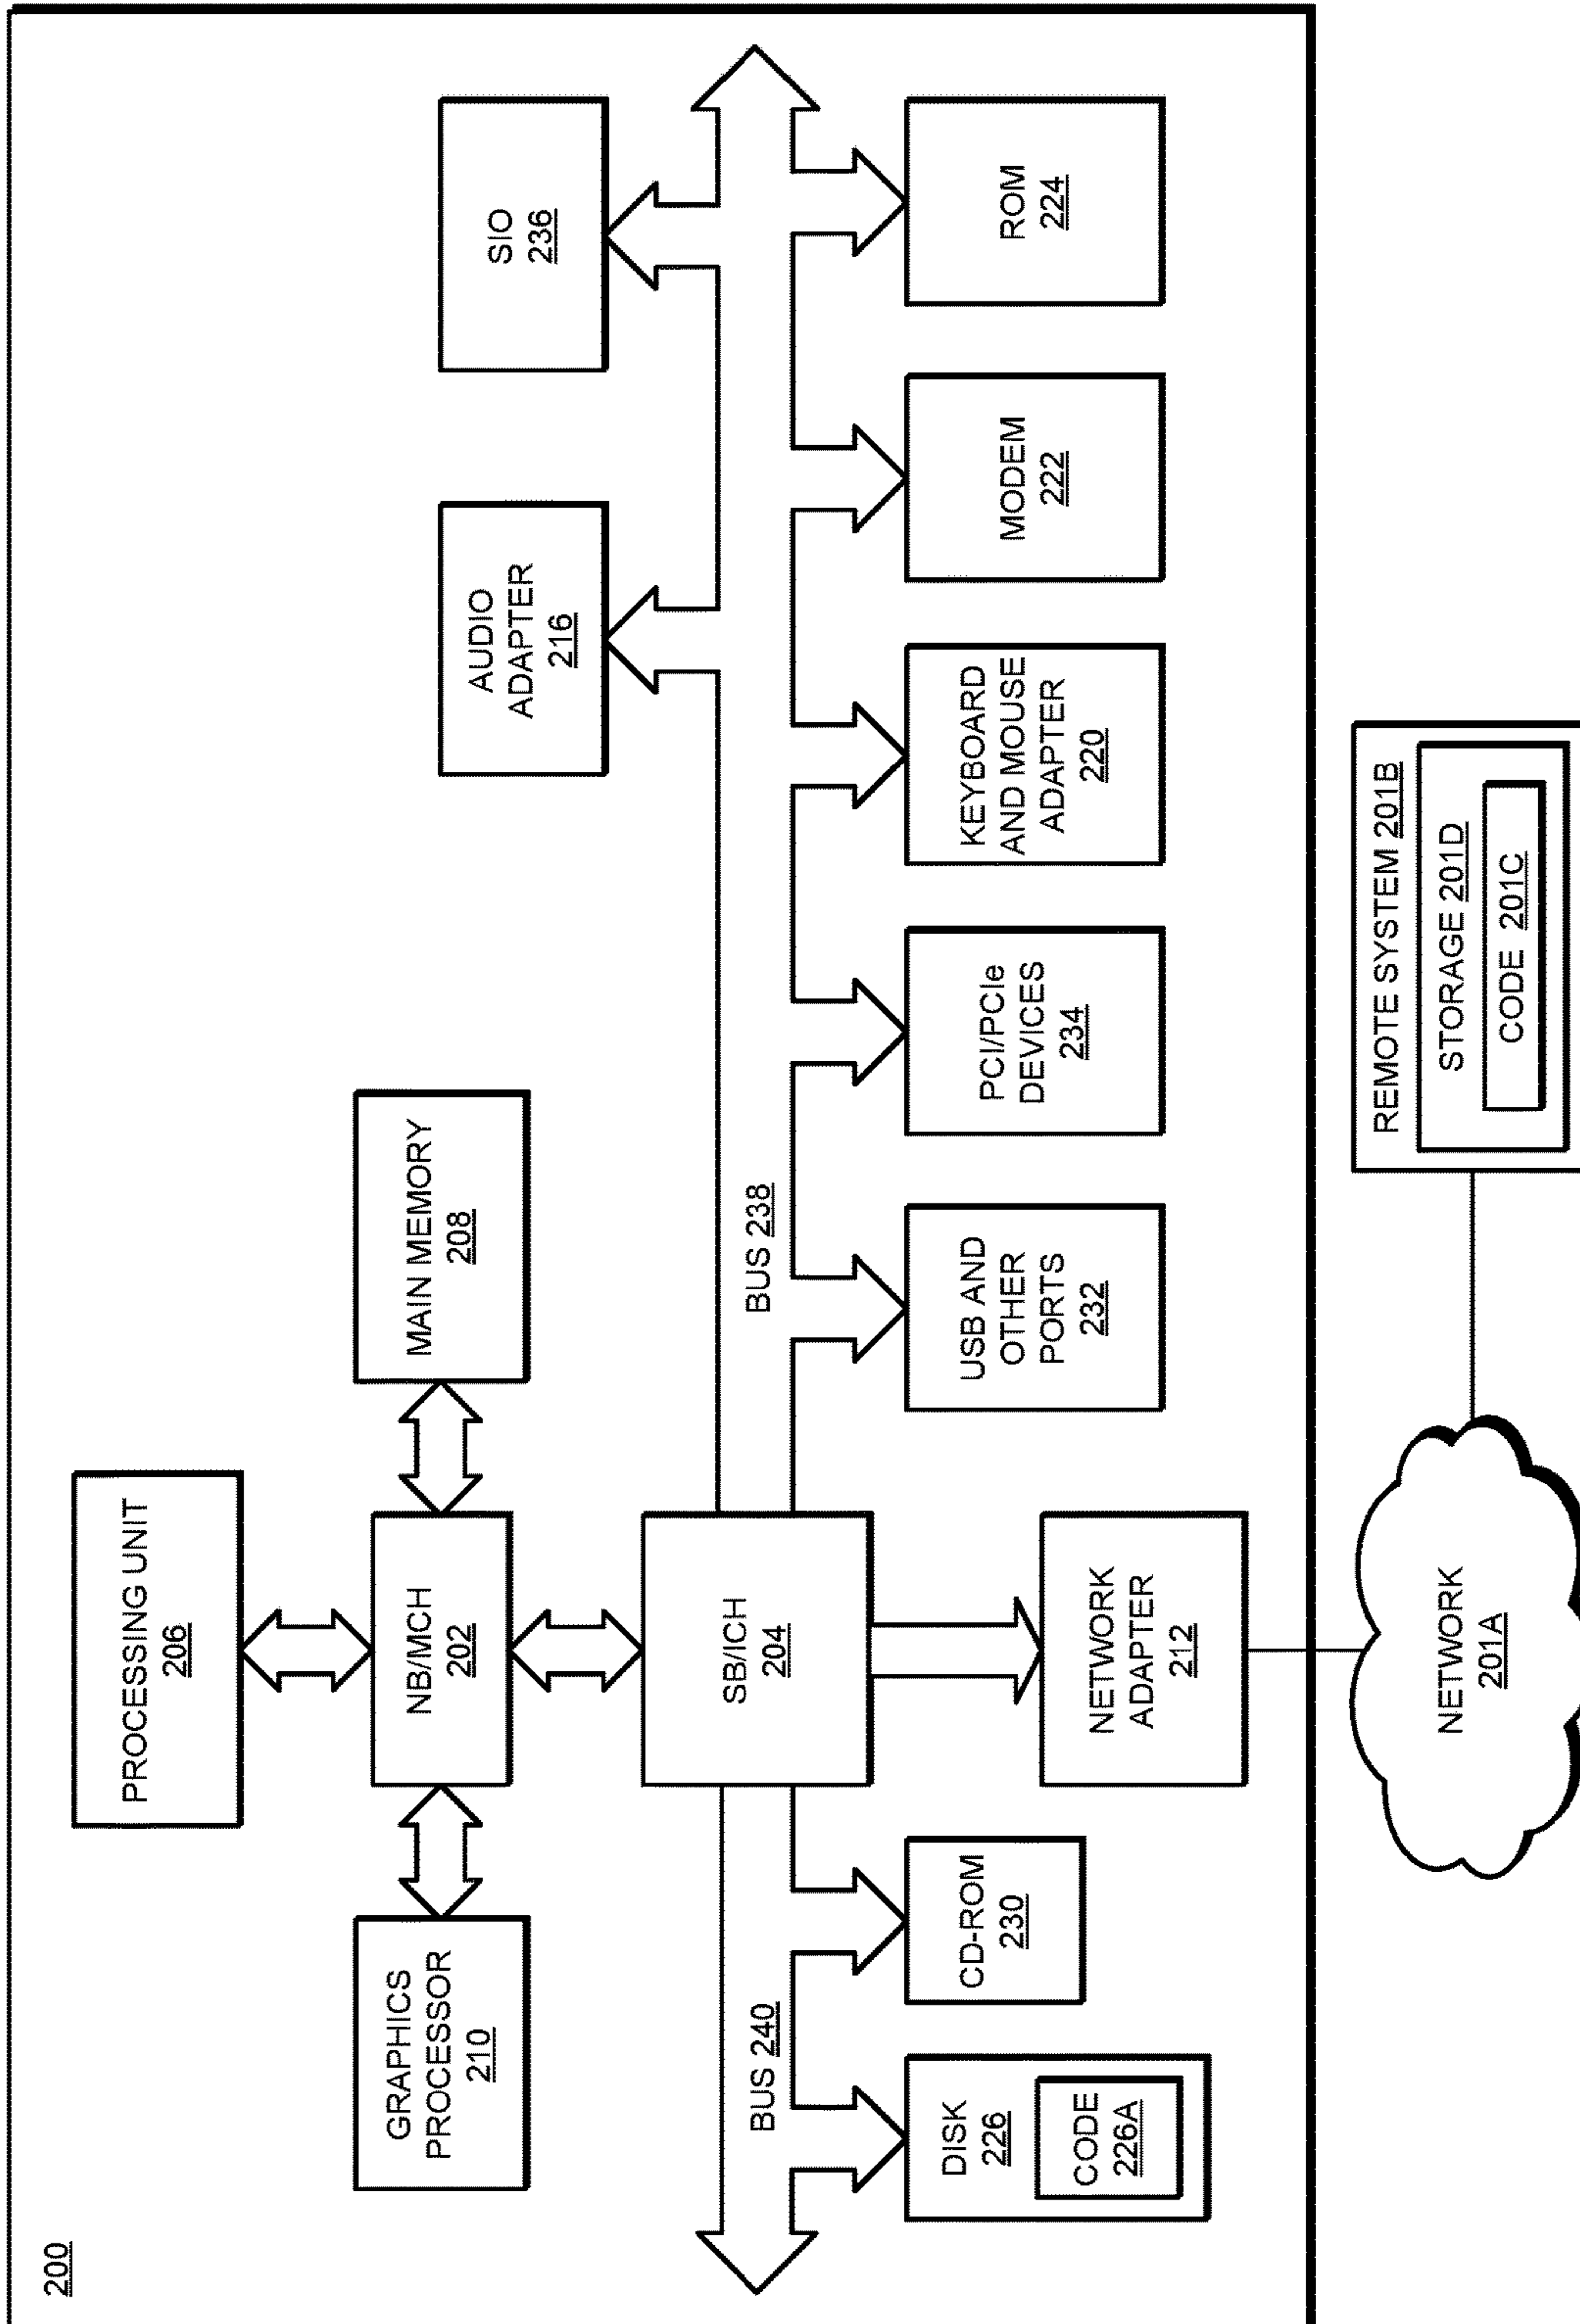 200
PROCESSING UNIT
206
GRAPHICS
PROCESSOR
210
NB/MCH
202
MAIN MEMORY
208
AUDIO
ADAPTER
216
SIO
236
SB/ICH
204
BUS 240
BUS 238
DISK
226
CODE
226A
CD-ROM
230
NETWORK
ADAPTER
212
USB AND
OTHER
PORTS
232
PCI/PCIe
DEVICES
234
KEYBOARD
AND MOUSE
ADAPTER
220
MODEM
222
ROM
224
NETWORK
201A
REMOTE SYSTEM 201B
STORAGE 201D
CODE 201C